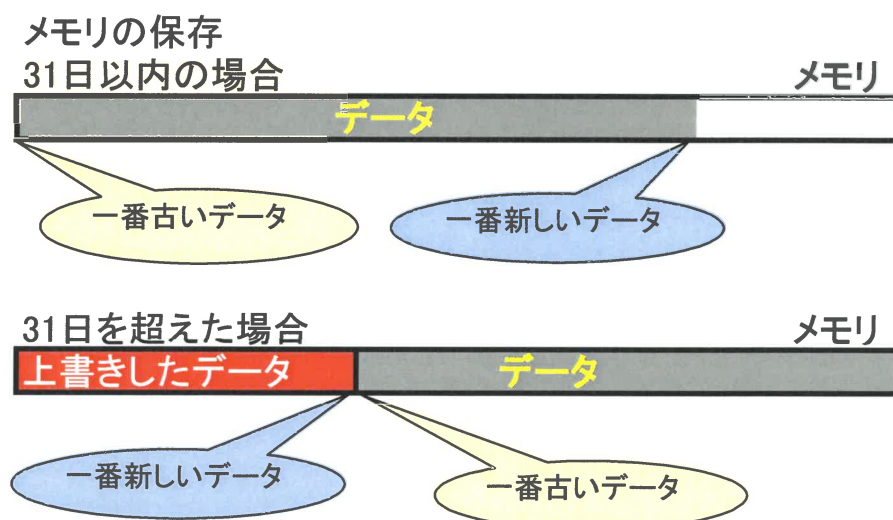 メモリの保存
31日以内の場合
メモリ
データ
一番古いデータ
一番新しいデータ
31日を超えた場合
メモリ
上書きしたデータ
データ
一番新しいデータ
一番古いデータ